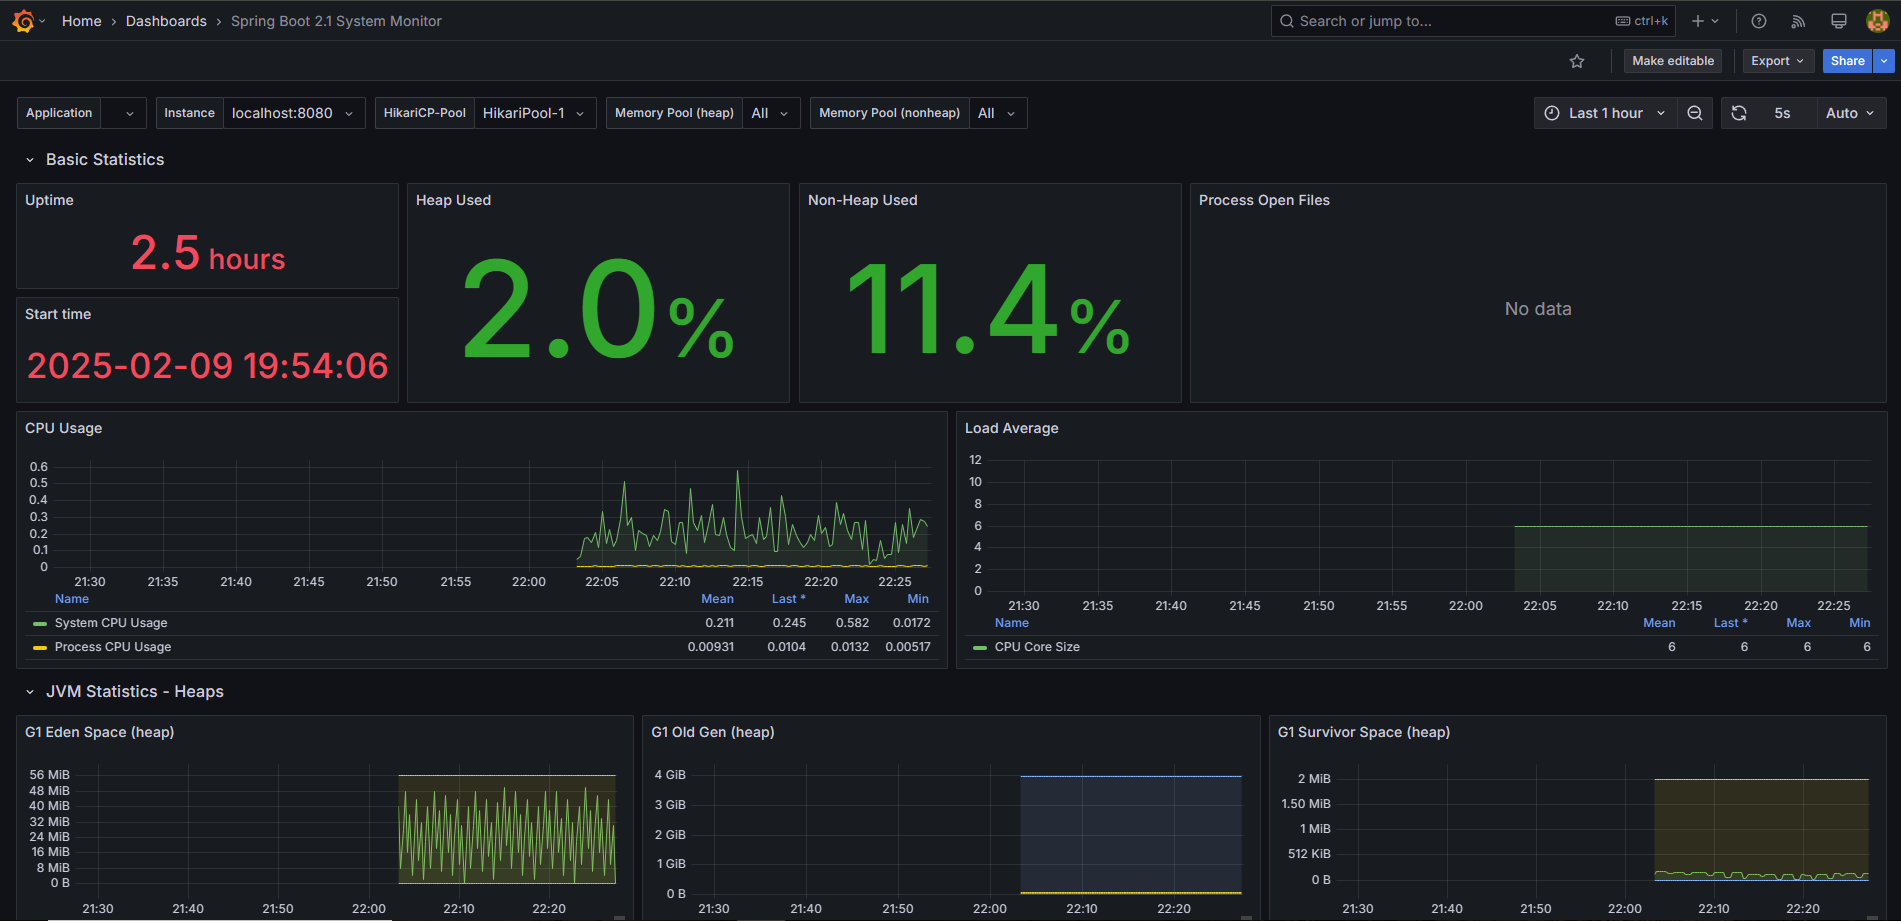 Home › Dashboards › Spring Boot 2.1 System Monitor
Search or jump to... ctrl+k
Make editable Export Share
Application Instance localhost:8080 HikariCP-Pool HikariPool-1 Memory Pool (heap) All Memory Pool (nonheap) All Last 1 hour 5s Auto
Basic Statistics
Uptime
2.5 hours
Start time
2025-02-09 19:54:06
Heap Used
2.0%
Non-Heap Used
11.4%
Process Open Files
No data
CPU Usage
0.6
0.5
0.4
0.3
0.2
0.1
0
21:30 21:35 21:40 21:45 21:50 21:55 22:00 22:05 22:10 22:15 22:20 22:25
Name Mean Last * Max Min
System CPU Usage 0.211 0.245 0.582 0.0172
Process CPU Usage 0.00931 0.0104 0.0132 0.00517
Load Average
12
10
8
6
4
2
0
21:30 21:35 21:40 21:45 21:50 21:55 22:00 22:05 22:10 22:15 22:20 22:25
Name Mean Last * Max Min
CPU Core Size 6 6 6 6
JVM Statistics - Heaps
G1 Eden Space (heap)
56 MiB
48 MiB
40 MiB
32 MiB
24 MiB
16 MiB
8 MiB
0 B
21:30 21:40 21:50 22:00 22:10 22:20
G1 Old Gen (heap)
4 GiB
3 GiB
2 GiB
1 GiB
0 B
21:30 21:40 21:50 22:00 22:10 22:20
G1 Survivor Space (heap)
2 MiB
1.50 MiB
1 MiB
512 KiB
0 B
21:30 21:40 21:50 22:00 22:10 22:20